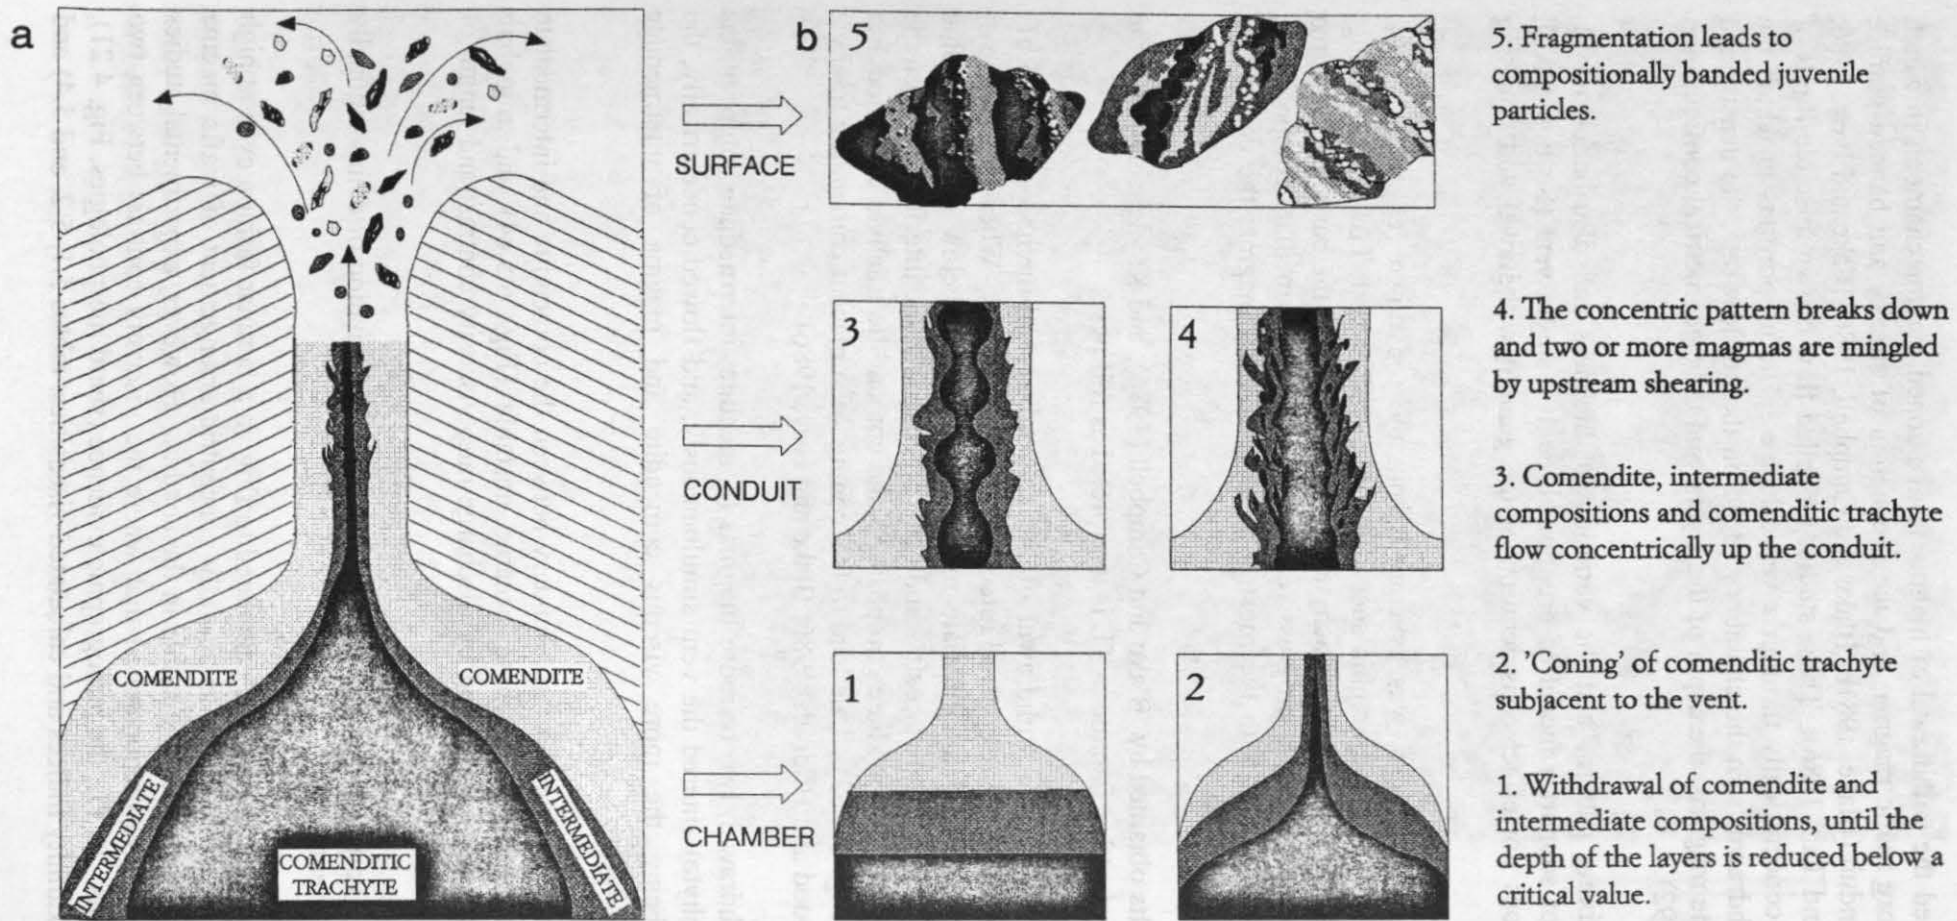 a
COMENDITE
COMENDITE
INTERMEDIATE
INTERMEDIATE
COMENDITIC
TRACHYTE
b
5
SURFACE
3
4
CONDUIT
1
2
CHAMBER
5. Fragmentation leads to
compositionally banded juvenile
particles.
4. The concentric pattern breaks down
and two or more magmas are mingled
by upstream shearing.
3. Comendite, intermediate
compositions and comenditic trachyte
flow concentrically up the conduit.
2. 'Coning' of comenditic trachyte
subjacent to the vent.
1. Withdrawal of comendite and
intermediate compositions, until the
depth of the layers is reduced below a
critical value.